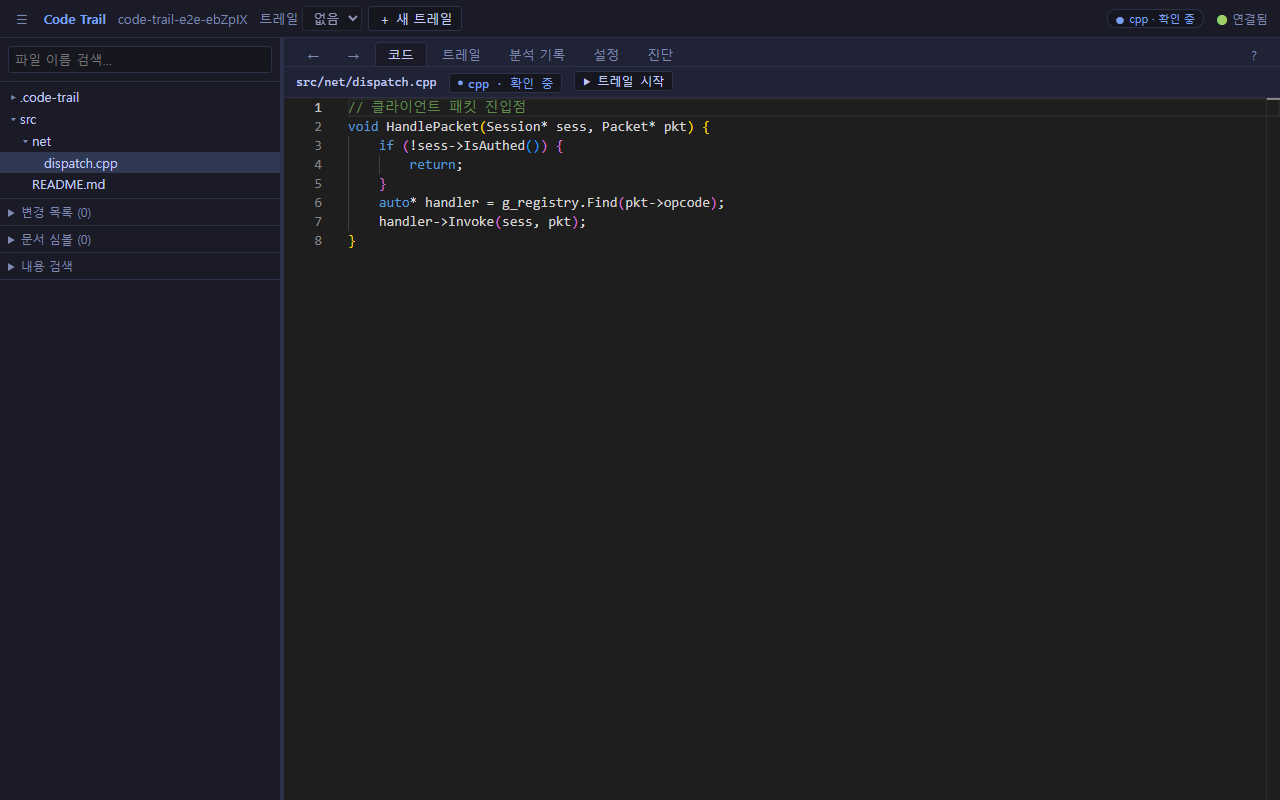 ☰ Code Trail code-trail-e2e-ebZpIX 트레일 없음 + 새 트레일 cpp · 확인 중 연결됨
파일 이름 검색...
.code-trail
src
net
dispatch.cpp
README.md
변경 목록 (0)
문서 심볼 (0)
내용 검색
← → 코드 트레일 분석 기록 설정 진단 ?
src/net/dispatch.cpp cpp · 확인 중 ▶ 트레일 시작
1 // 클라이언트 패킷 진입점
2 void HandlePacket(Session* sess, Packet* pkt) {
3     if (!sess->IsAuthed()) {
4         return;
5     }
6     auto* handler = g_registry.Find(pkt->opcode);
7     handler->Invoke(sess, pkt);
8 }